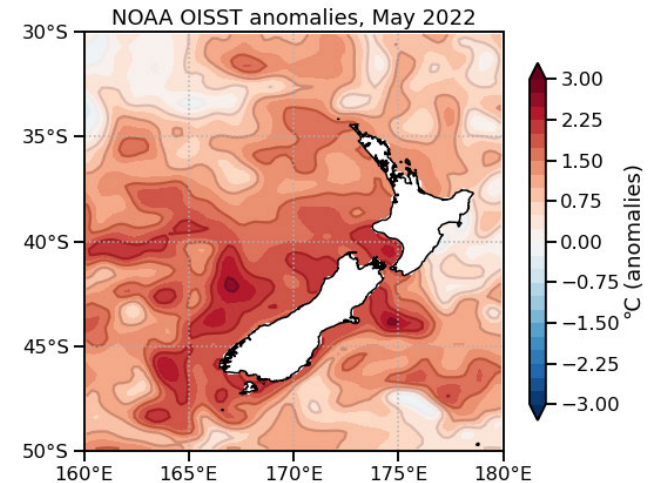 NOAA OISST anomalies, May 2022
30°S
35°S
40°S
45°S
50°S
160°E
165°E
170°E
175°E
180°E
3.00
2.25
1.50
0.75
0.00
−0.75
−1.50
−2.25
−3.00
°C (anomalies)